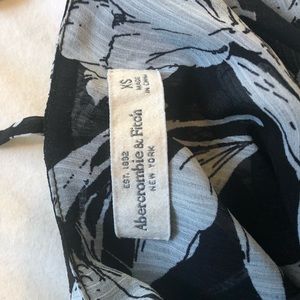 Abercrombie & Fitch
NEW YORK
EST. 1892
XS
MADE
IN CHINA